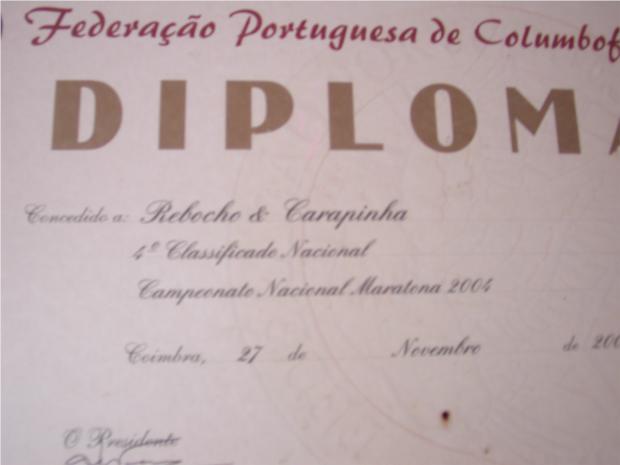 Federação Portuguesa de Columbof
DIPLOMA
Concedido a: Rebocho & Carapinha
4º Classificado Nacional
Campeonato Nacional Maratona 2004
Coimbra, 27 de Novembro de 200
O Presidente